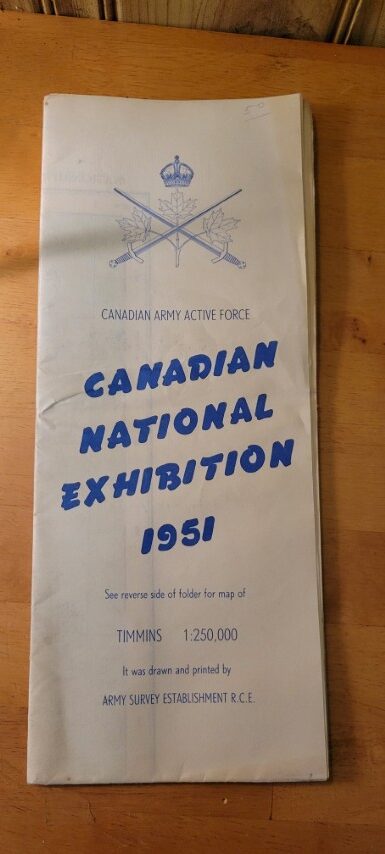 CANADIAN ARMY ACTIVE FORCE
CANADIAN
NATIONAL
EXHIBITION
1951
See reverse side of folder for map of
TIMMINS 1:250,000
It was drawn and printed by
ARMY SURVEY ESTABLISHMENT R.C.E.